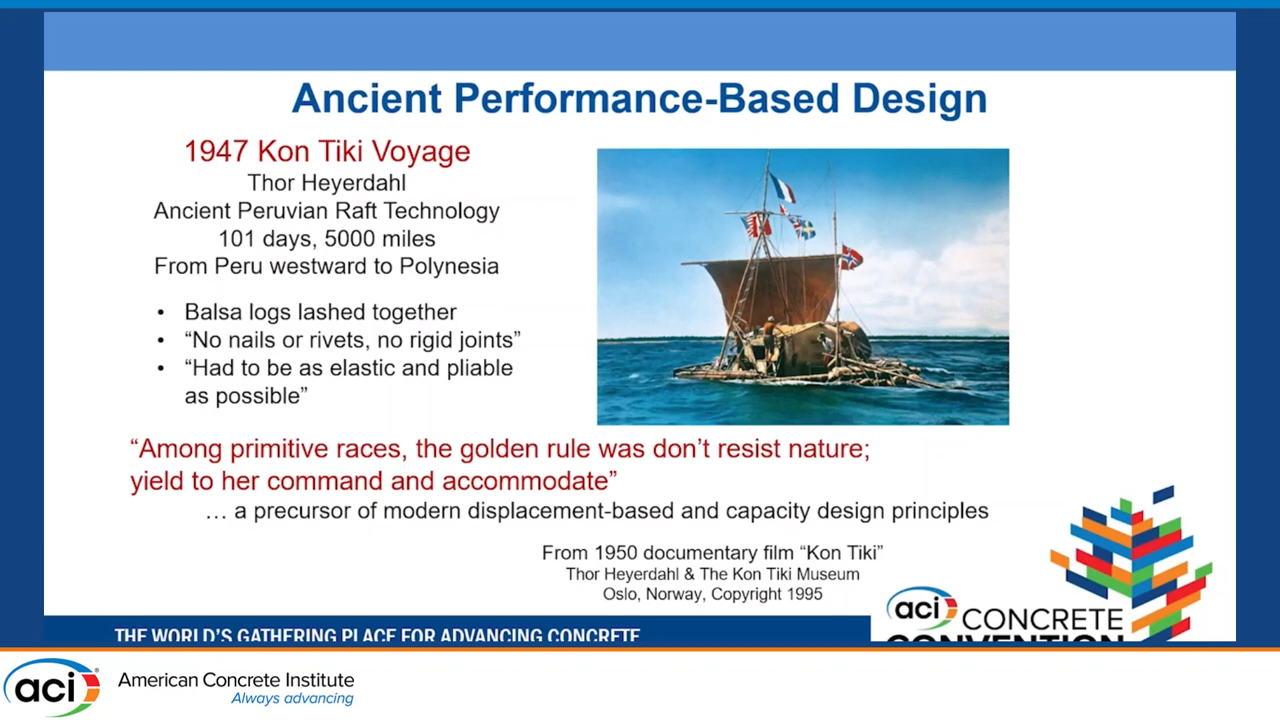 Ancient Performance-Based Design
1947 Kon Tiki Voyage
Thor Heyerdahl
Ancient Peruvian Raft Technology
101 days, 5000 miles
From Peru westward to Polynesia
• Balsa logs lashed together
• “No nails or rivets, no rigid joints”
• “Had to be as elastic and pliable
as possible”
“Among primitive races, the golden rule was don’t resist nature;
yield to her command and accommodate”
… a precursor of modern displacement-based and capacity design principles
From 1950 documentary film “Kon Tiki”
Thor Heyerdahl & The Kon Tiki Museum
Oslo, Norway, Copyright 1995
THE WORLD’S GATHERING PLACE FOR ADVANCING CONCRETE
aci CONCRETE
CONVENTION
aci® American Concrete Institute
Always advancing